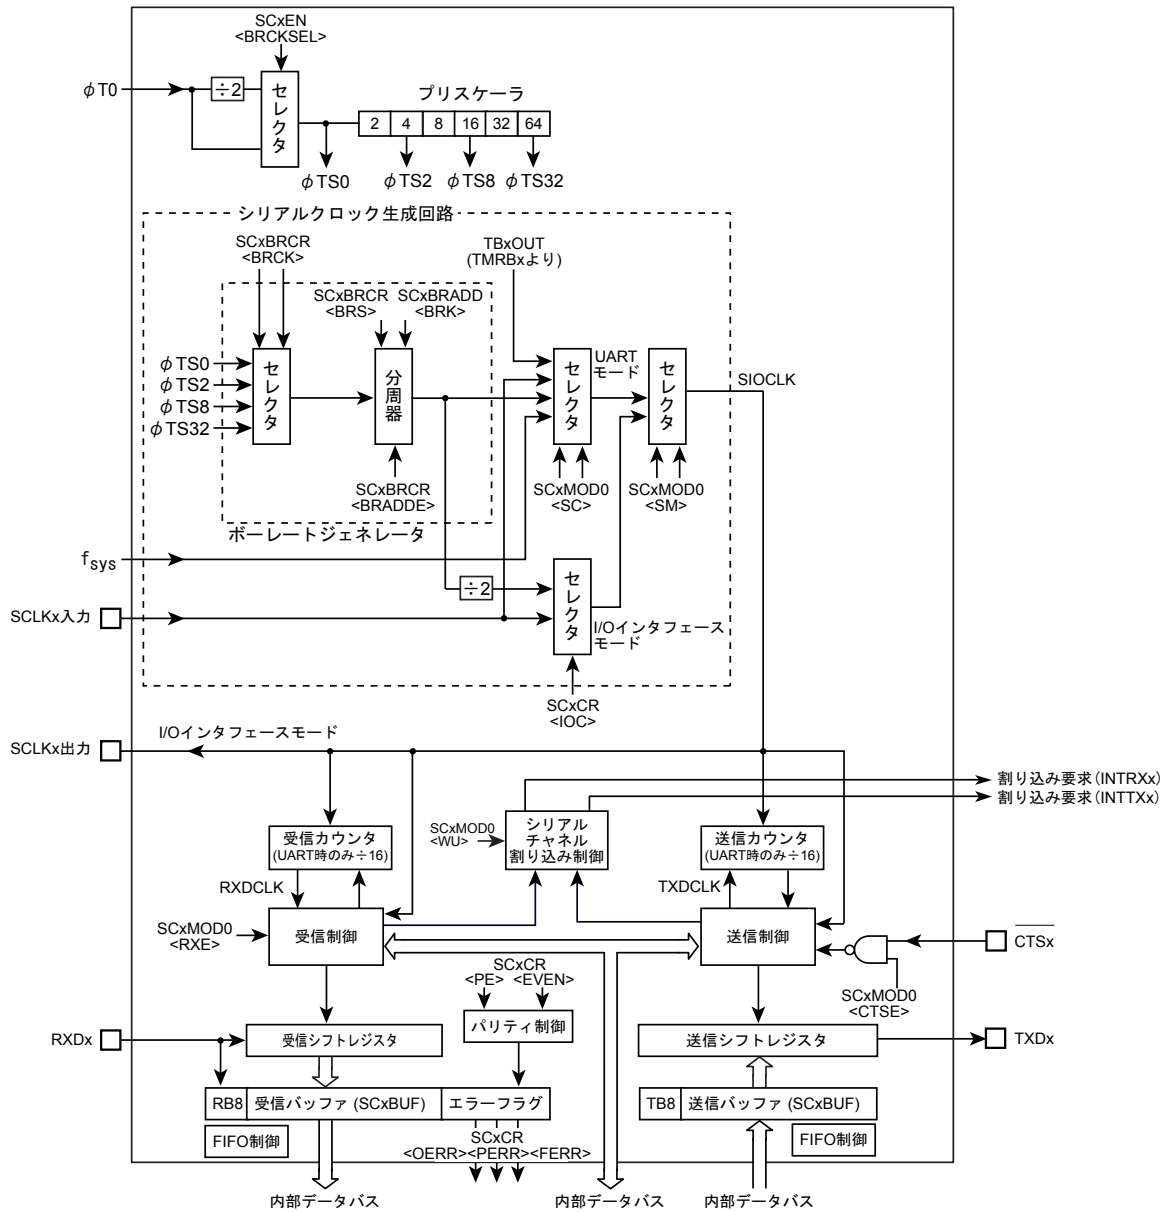 SCxEN
<BRCKSEL>
φT0
÷2
セレクタ
プリスケーラ
2 4 8 16 32 64
φTS0 φTS2 φTS8 φTS32
シリアルクロック生成回路
SCxBRCR
<BRCK>
TBxOUT
(TMRBxより)
SCxBRCR
<BRS>
SCxBRADD
<BRK>
φTS0
φTS2
φTS8
φTS32
セレクタ
分周器
セレクタ
UART
モード
セレクタ
SIOCLK
SCxBRCR
<BRADDE>
SCxMOD0
<SC>
SCxMOD0
<SM>
ボーレートジェネレータ
fsys
÷2
セレクタ
SCLKx入力
I/Oインタフェース
モード
SCxCR
<IOC>
I/Oインタフェースモード
SCLKx出力
割り込み要求(INTRXx)
割り込み要求(INTTXx)
受信カウンタ
(UART時のみ÷16)
SCxMOD0
<WU>
シリアル
チャネル
割り込み制御
送信カウンタ
(UART時のみ÷16)
RXDCLK
TXDCLK
SCxMOD0
<RXE>
受信制御
送信制御
CTSx
SCxCR
<PE> <EVEN>
SCxMOD0
<CTSE>
パリティ制御
RXDx
受信シフトレジスタ
送信シフトレジスタ
TXDx
RB8 受信バッファ (SCxBUF) エラーフラグ
TB8 送信バッファ (SCxBUF)
FIFO制御
FIFO制御
SCxCR
<OERR><PERR><FERR>
内部データバス 内部データバス 内部データバス